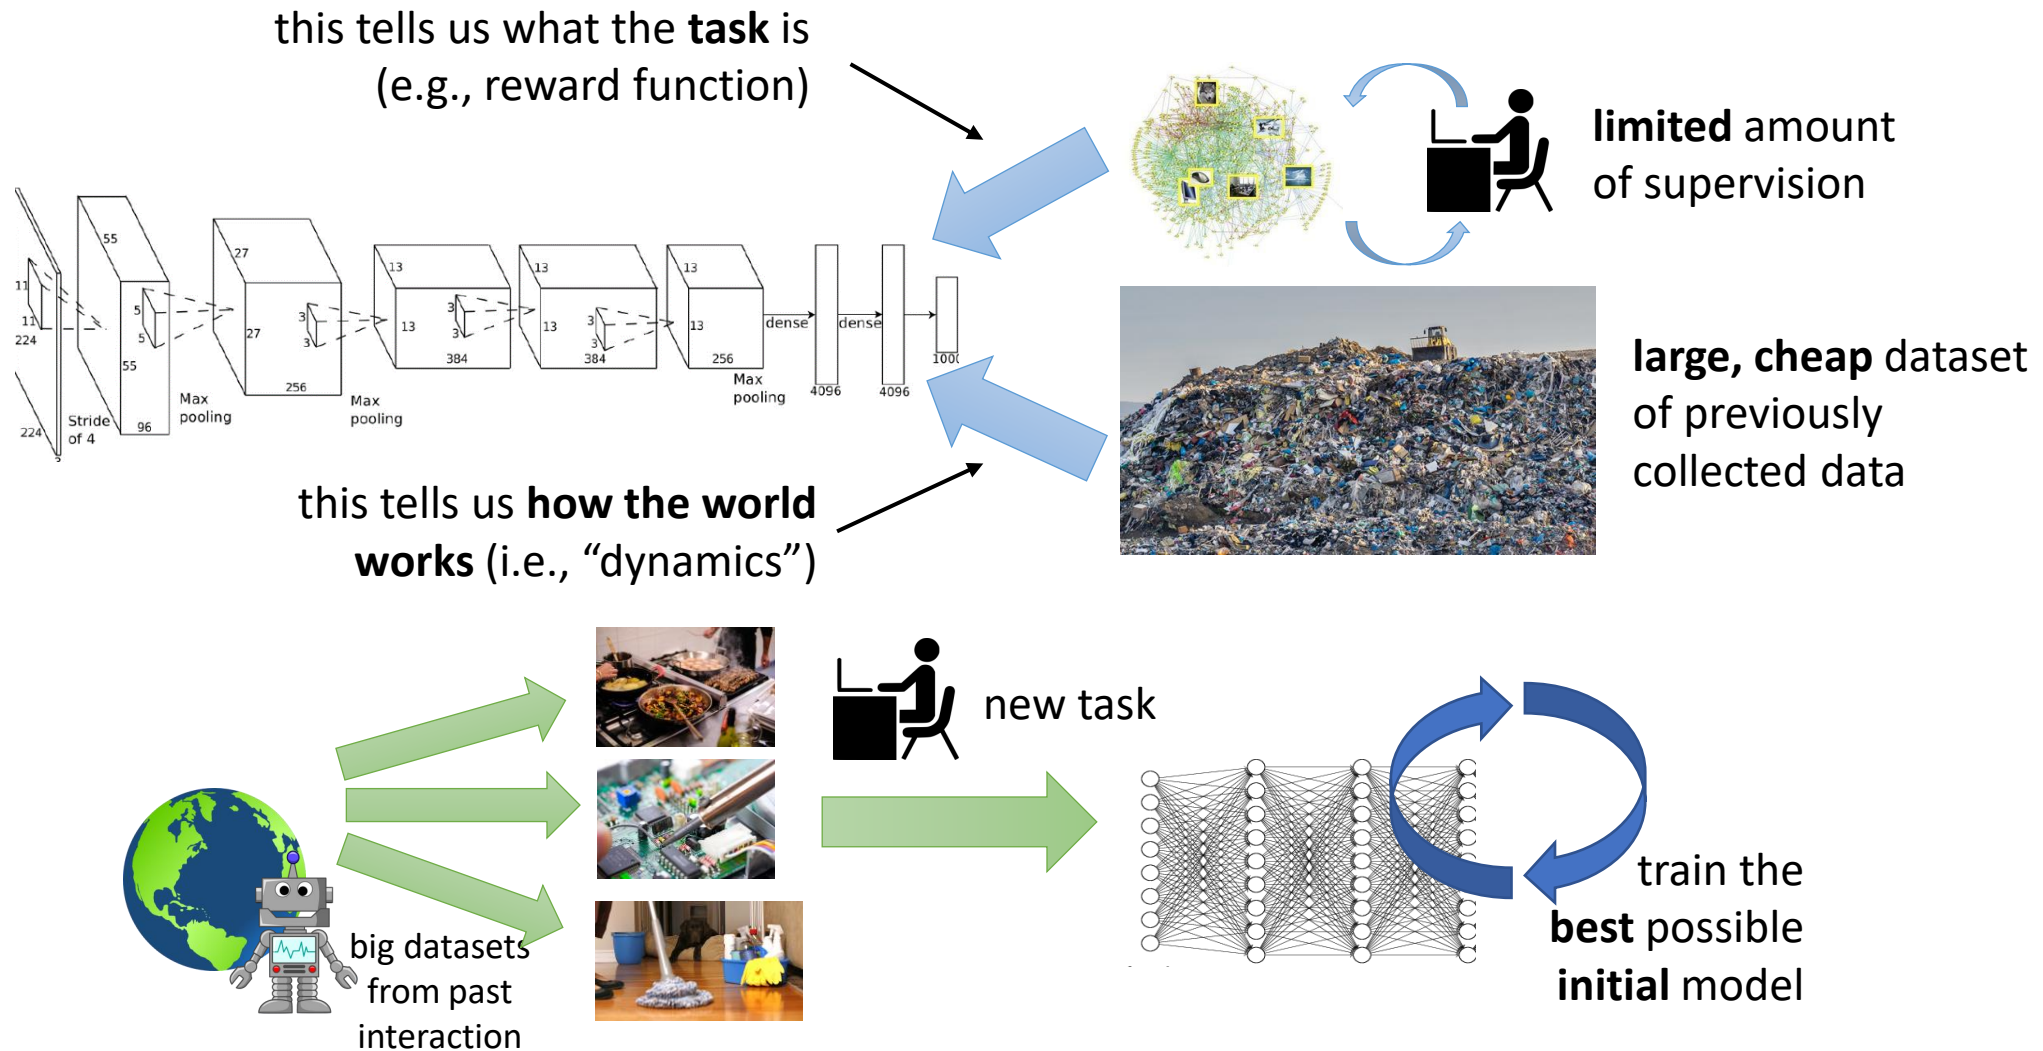 this tells us what the task is
(e.g., reward function)
limited amount
of supervision
11
11
224
224
3
Stride
of 4
55
55
96
5
5
Max
pooling
27
27
256
3
3
Max
pooling
13
13
384
3
3
13
13
384
3
3
13
13
256
Max
pooling
dense
4096
dense
4096
1000
large, cheap dataset
of previously
collected data
this tells us how the world
works (i.e., “dynamics”)
new task
big datasets
from past
interaction
train the
best possible
initial model